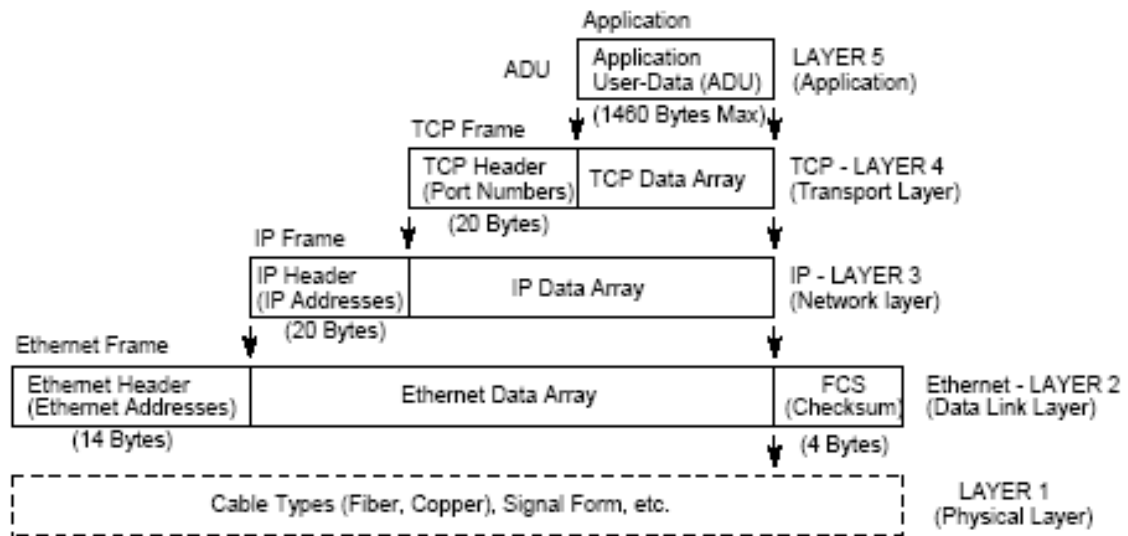 Application
ADU
Application
User-Data (ADU)
LAYER 5
(Application)
(1460 Bytes Max)
TCP Frame
TCP Header
(Port Numbers)
TCP Data Array
TCP - LAYER 4
(Transport Layer)
(20 Bytes)
IP Frame
IP Header
(IP Addresses)
IP Data Array
IP - LAYER 3
(Network layer)
(20 Bytes)
Ethernet Frame
Ethernet Header
(Ethernet Addresses)
Ethernet Data Array
FCS
(Checksum)
Ethernet - LAYER 2
(Data Link Layer)
(14 Bytes)
(4 Bytes)
Cable Types (Fiber, Copper), Signal Form, etc.
LAYER 1
(Physical Layer)